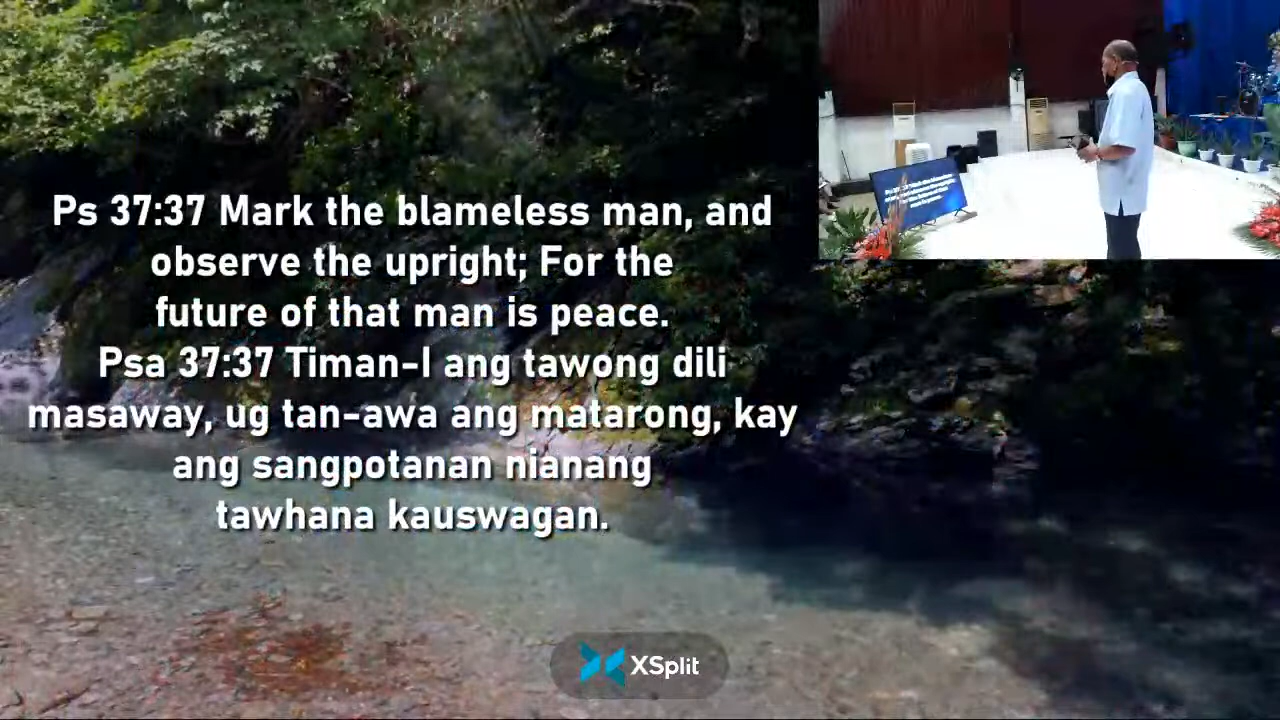 Ps 37:37 Mark the blameless man, and
observe the upright; For the
future of that man is peace.
Psa 37:37 Timan-I ang tawong dili
masaway, ug tan-awa ang matarong, kay
ang sangpotanan nianang
tawhana kauswagan.
XSplit